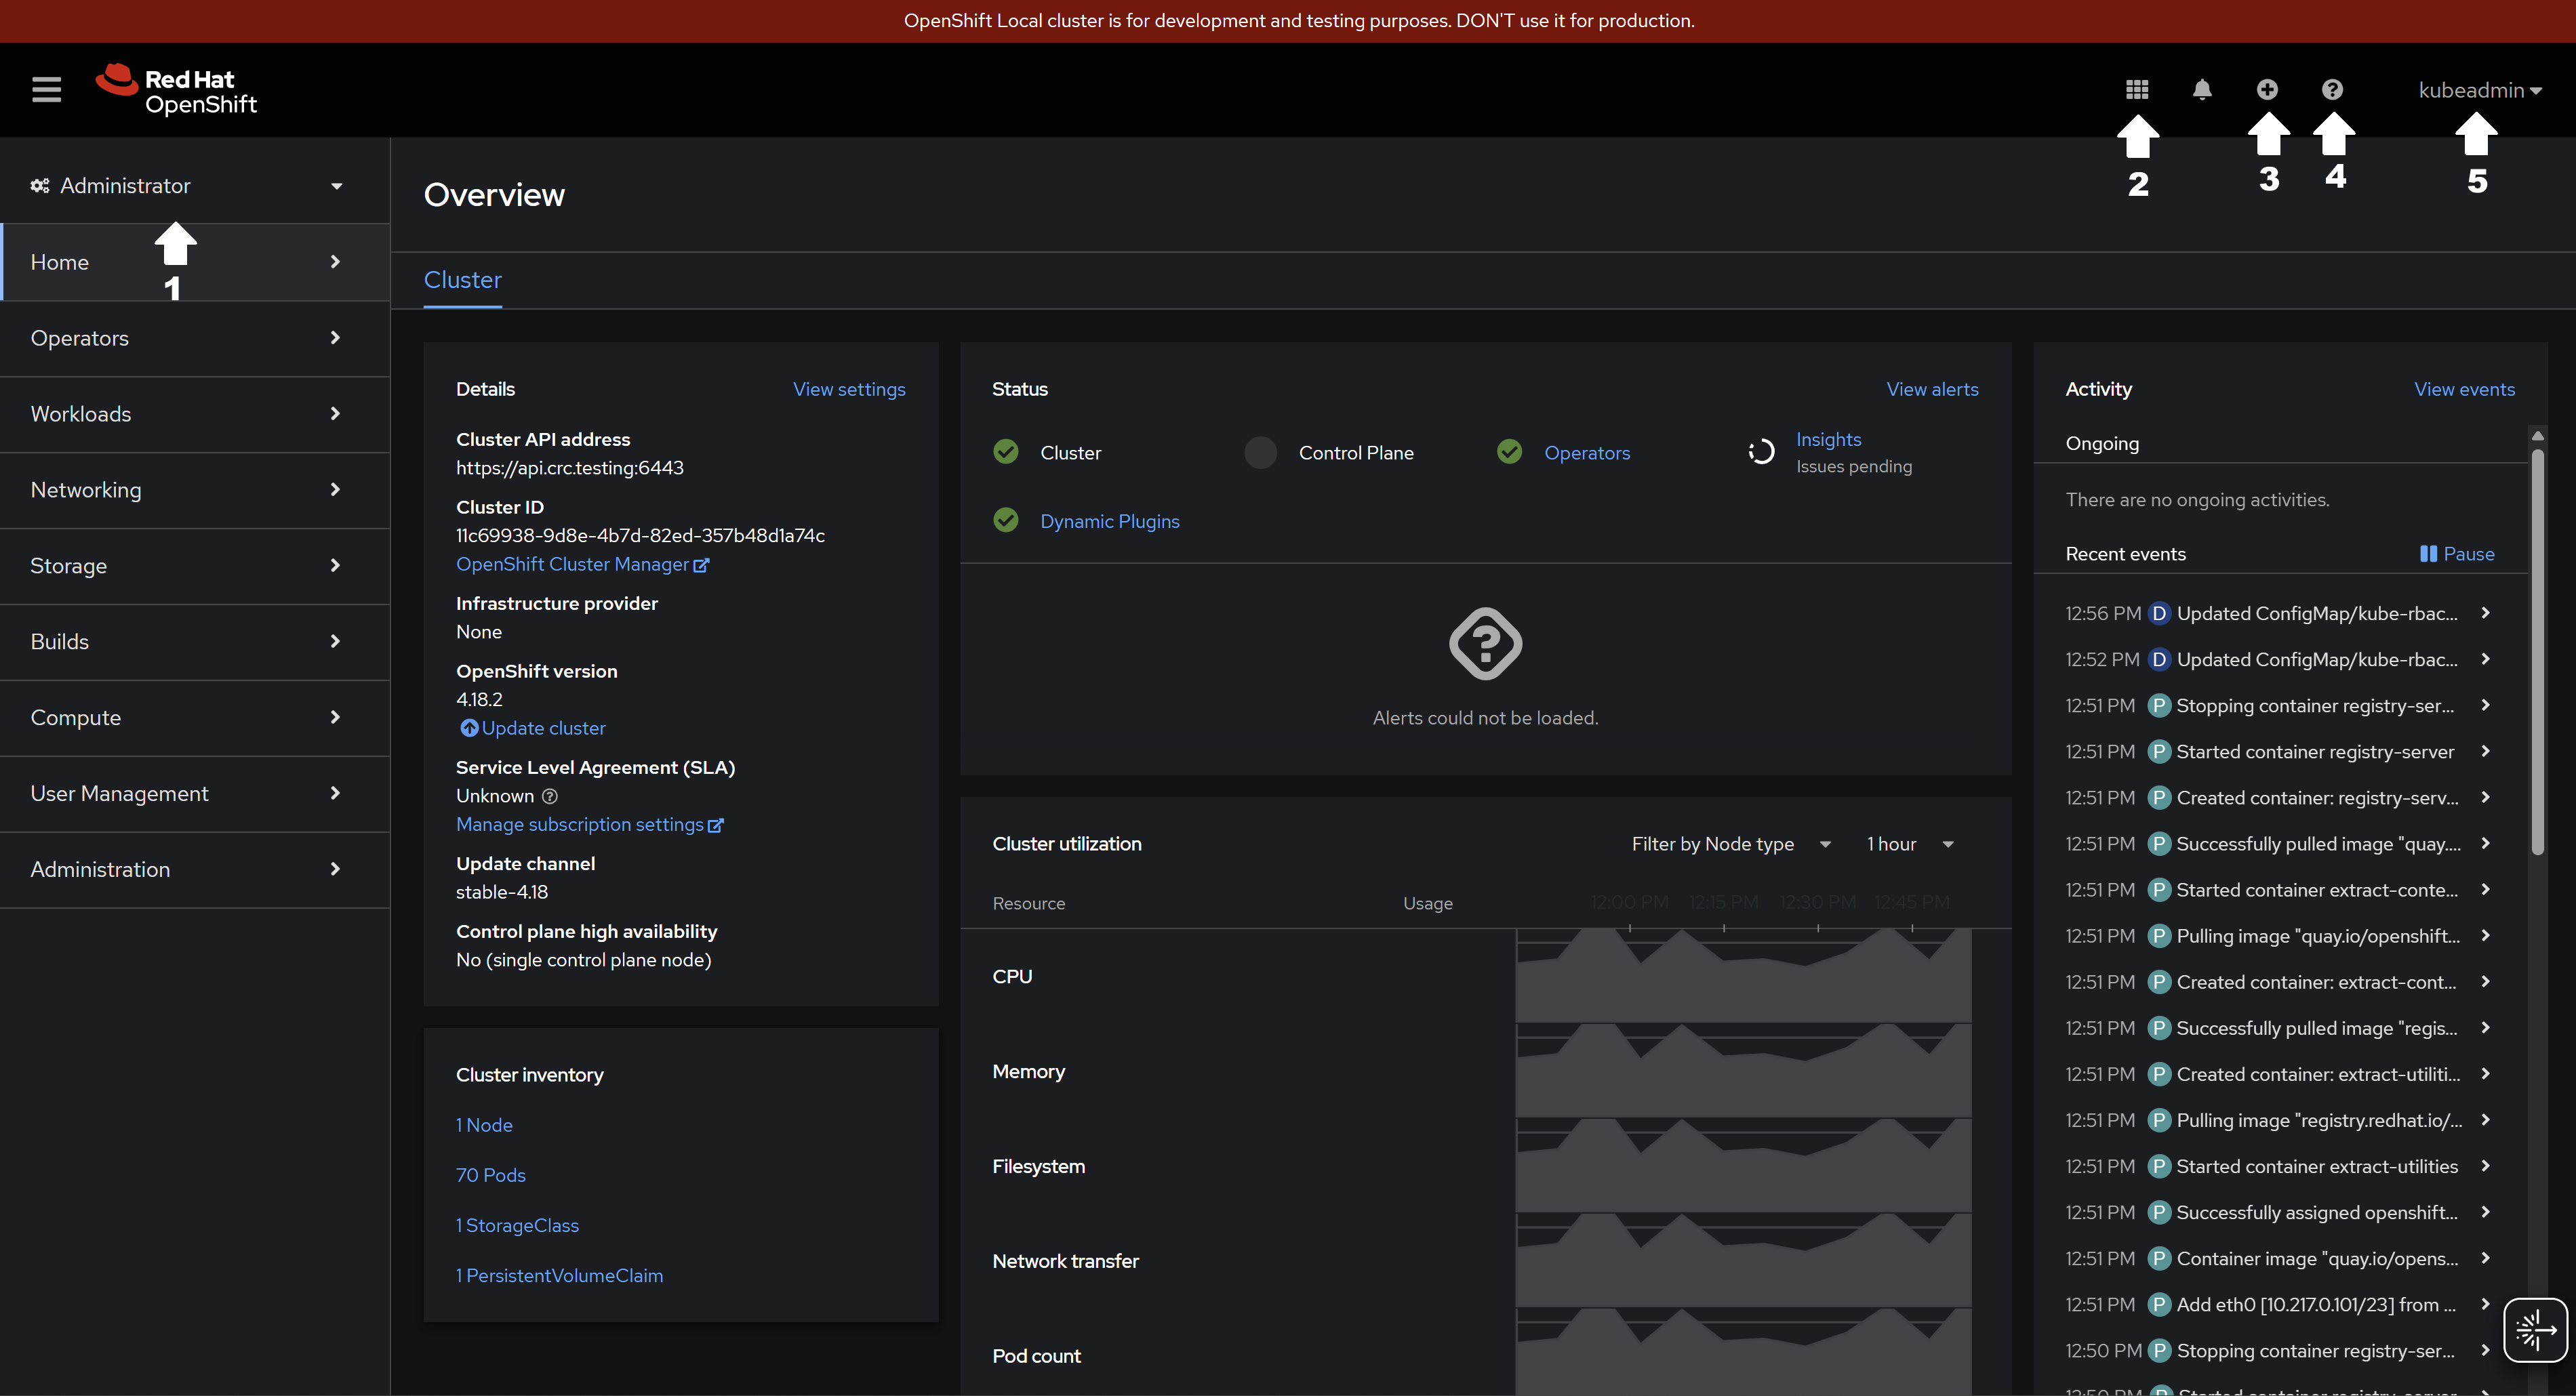 OpenShift Local cluster is for development and testing purposes. DON'T use it for production.
Red Hat
OpenShift
kubeadmin
2
3
4
5
Administrator
Home
1
Operators
Workloads
Networking
Storage
Builds
Compute
User Management
Administration
Overview
Cluster
Details
View settings
Cluster API address
https://api.crc.testing:6443
Cluster ID
11c69938-9d8e-4b7d-82ed-357b48d1a74c
OpenShift Cluster Manager
Infrastructure provider
None
OpenShift version
4.18.2
Update cluster
Service Level Agreement (SLA)
Unknown
Manage subscription settings
Update channel
stable-4.18
Control plane high availability
No (single control plane node)
Cluster inventory
1 Node
70 Pods
1 StorageClass
1 PersistentVolumeClaim
Status
View alerts
Cluster
Control Plane
Operators
Insights
Issues pending
Dynamic Plugins
?
Alerts could not be loaded.
Cluster utilization
Filter by Node type
1 hour
Resource
Usage
12:00 PM 12:15 PM 12:30 PM 12:45 PM
CPU
Memory
Filesystem
Network transfer
Pod count
Activity
View events
Ongoing
There are no ongoing activities.
Recent events
Pause
12:56 PM D Updated ConfigMap/kube-rbac...
12:52 PM D Updated ConfigMap/kube-rbac...
12:51 PM P Stopping container registry-ser...
12:51 PM P Started container registry-server
12:51 PM P Created container: registry-serv...
12:51 PM P Successfully pulled image "quay....
12:51 PM P Started container extract-conte...
12:51 PM P Pulling image "quay.io/openshift...
12:51 PM P Created container: extract-cont...
12:51 PM P Successfully pulled image "regis...
12:51 PM P Created container: extract-utiliti...
12:51 PM P Pulling image "registry.redhat.io/...
12:51 PM P Started container extract-utilities
12:51 PM P Successfully assigned openshift...
12:51 PM P Container image "quay.io/opens...
12:51 PM P Add eth0 [10.217.0.101/23] from ...
12:50 PM P Stopping container registry-ser...
12:50 PM P Started container registry-server